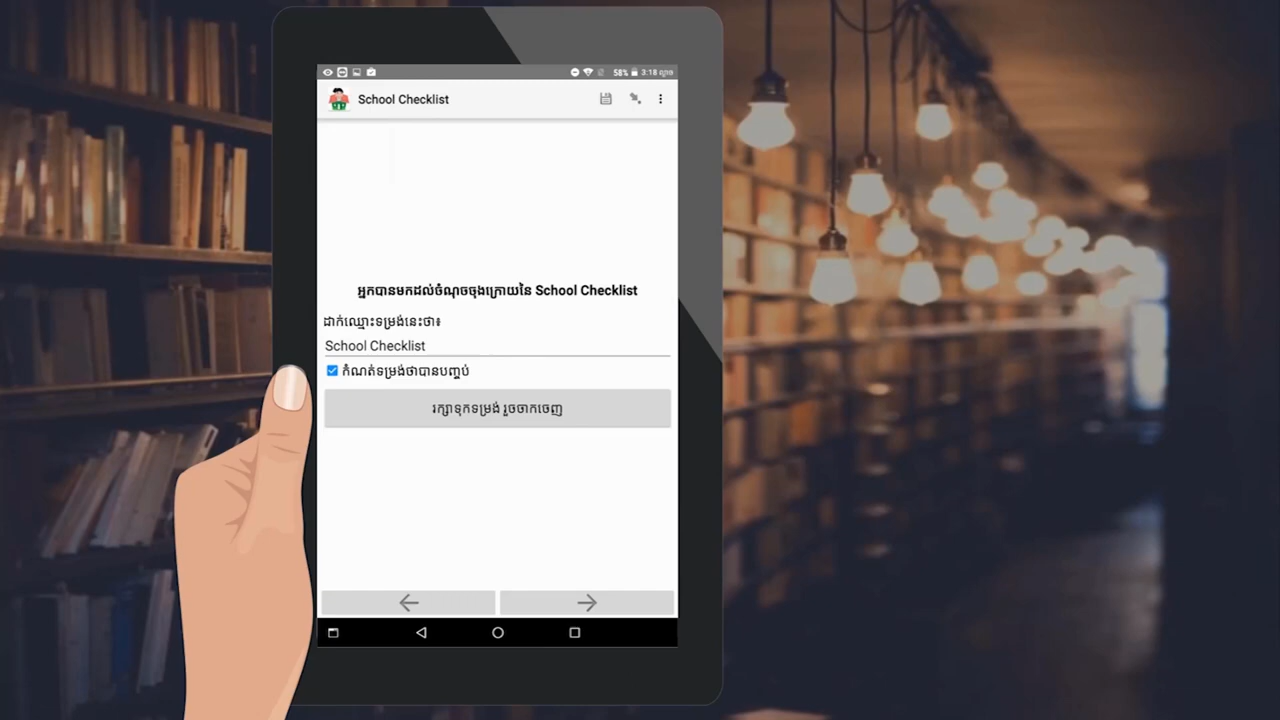 58% 3:18 ល្ងាច
School Checklist
អ្នកបានមកដល់ចំណុចចុងក្រោយនៃ School Checklist
ដាក់ឈ្មោះទម្រង់នេះថា៖
School Checklist
កំណត់ទម្រង់ថាបានបញ្ចប់
រក្សាទុកទម្រង់ រួចចាកចេញ